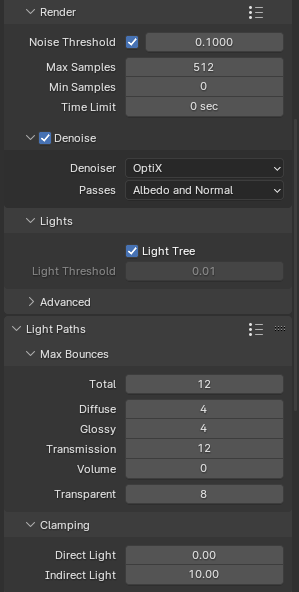 Render
Noise Threshold 0.1000
Max Samples 512
Min Samples 0
Time Limit 0 sec
Denoise
Denoiser OptiX
Passes Albedo and Normal
Lights
Light Tree
Light Threshold 0.01
Advanced
Light Paths
Max Bounces
Total 12
Diffuse 4
Glossy 4
Transmission 12
Volume 0
Transparent 8
Clamping
Direct Light 0.00
Indirect Light 10.00